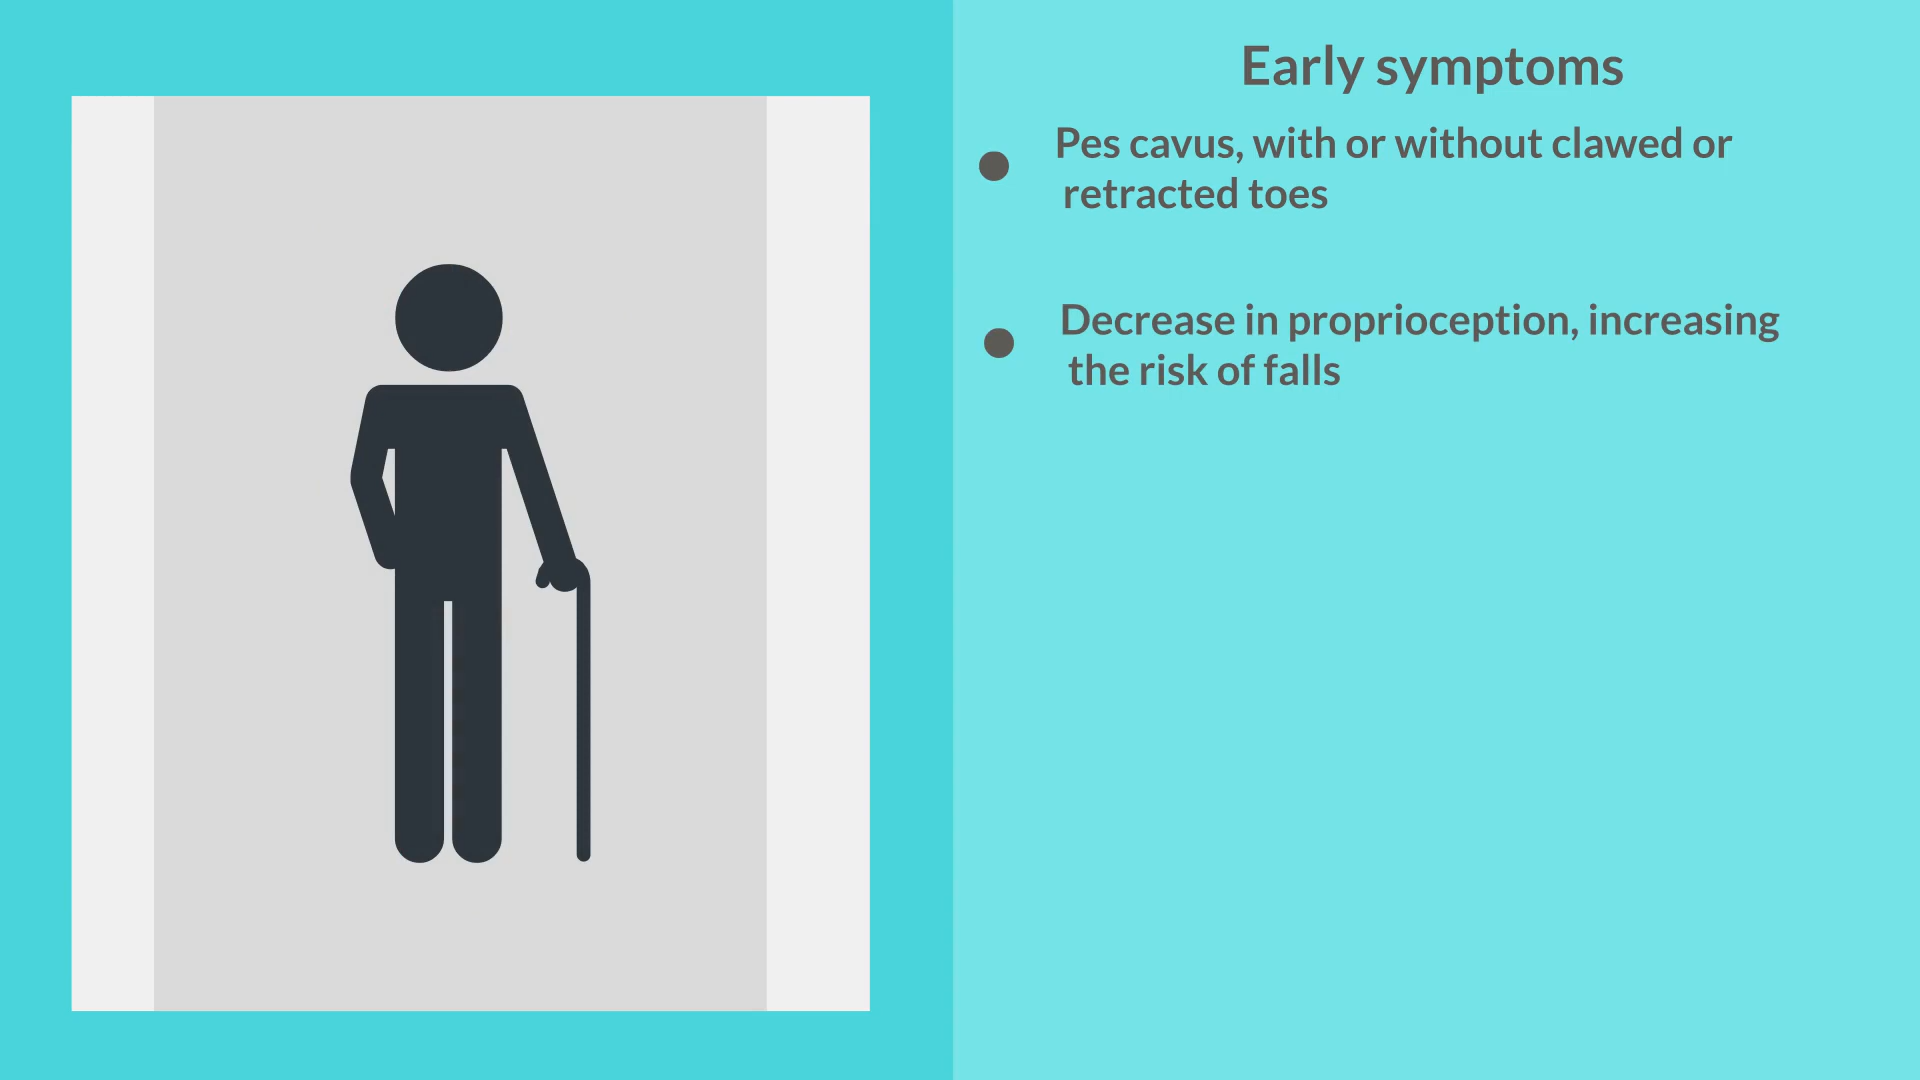 Early symptoms
Pes cavus, with or without clawed or
retracted toes
Decrease in proprioception, increasing
the risk of falls